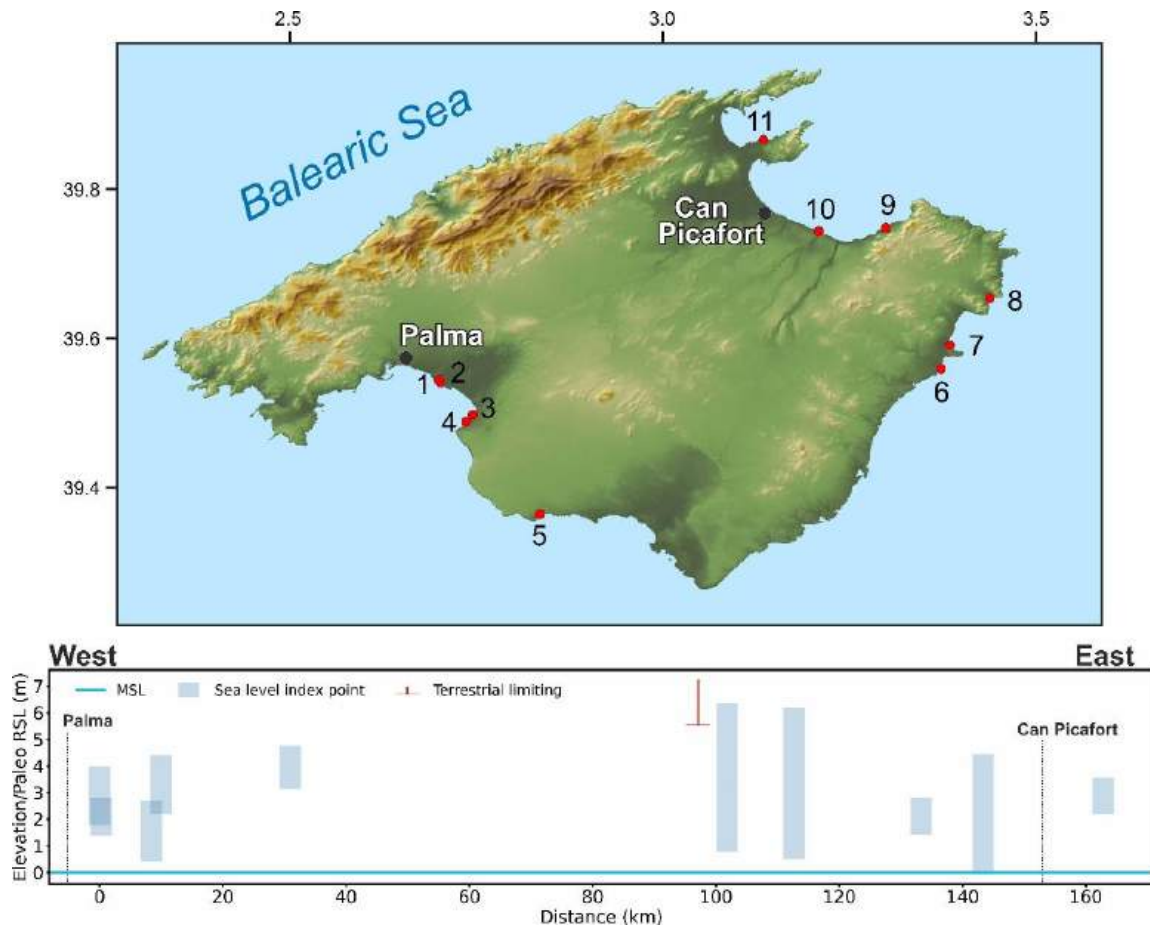 2.5 3.0 3.5
Balearic Sea
11
39.8
Can
Picafort
10 9
8
39.6
Palma
7
1 2
6
3
4
39.4
5
West East
Elevation/Paleo RSL (m)
7
6
5
4
3
2
1
0
MSL Sea level index point Terrestrial limiting
Palma
Can Picafort
0 20 40 60 80 100 120 140 160
Distance (km)